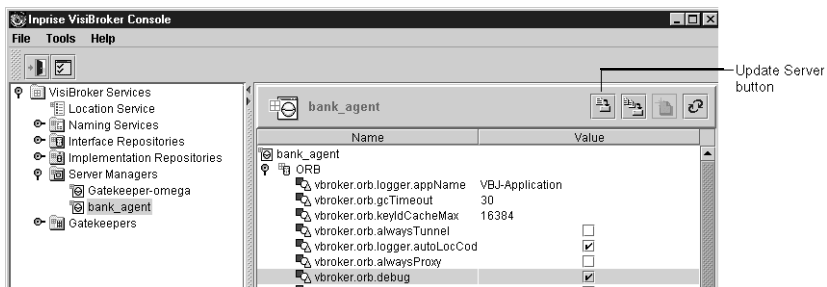 Inprise VisiBroker Console
File Tools Help
Update Server
button
VisiBroker Services
Location Service
Naming Services
Interface Repositories
Implementation Repositories
Server Managers
Gatekeeper-omega
bank_agent
Gatekeepers
bank_agent
Name Value
bank_agent
ORB
vbroker.orb.logger.appName VBJ-Application
vbroker.orb.gcTimeout 30
vbroker.orb.keyIdCacheMax 16384
vbroker.orb.alwaysTunnel
vbroker.orb.logger.autoLocCod
vbroker.orb.alwaysProxy
vbroker.orb.debug